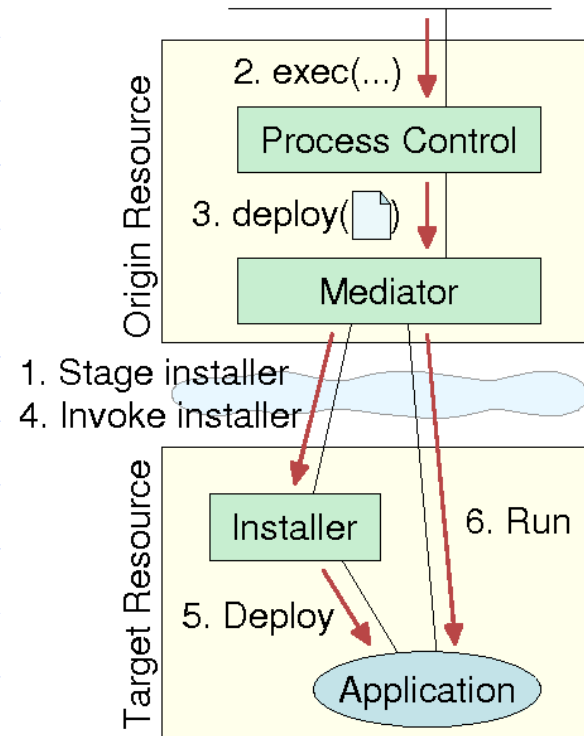 2. exec(...)
Process Control
3. deploy( )
Mediator
Origin Resource
1. Stage installer
4. Invoke installer
Installer
6. Run
5. Deploy
Application
Target Resource